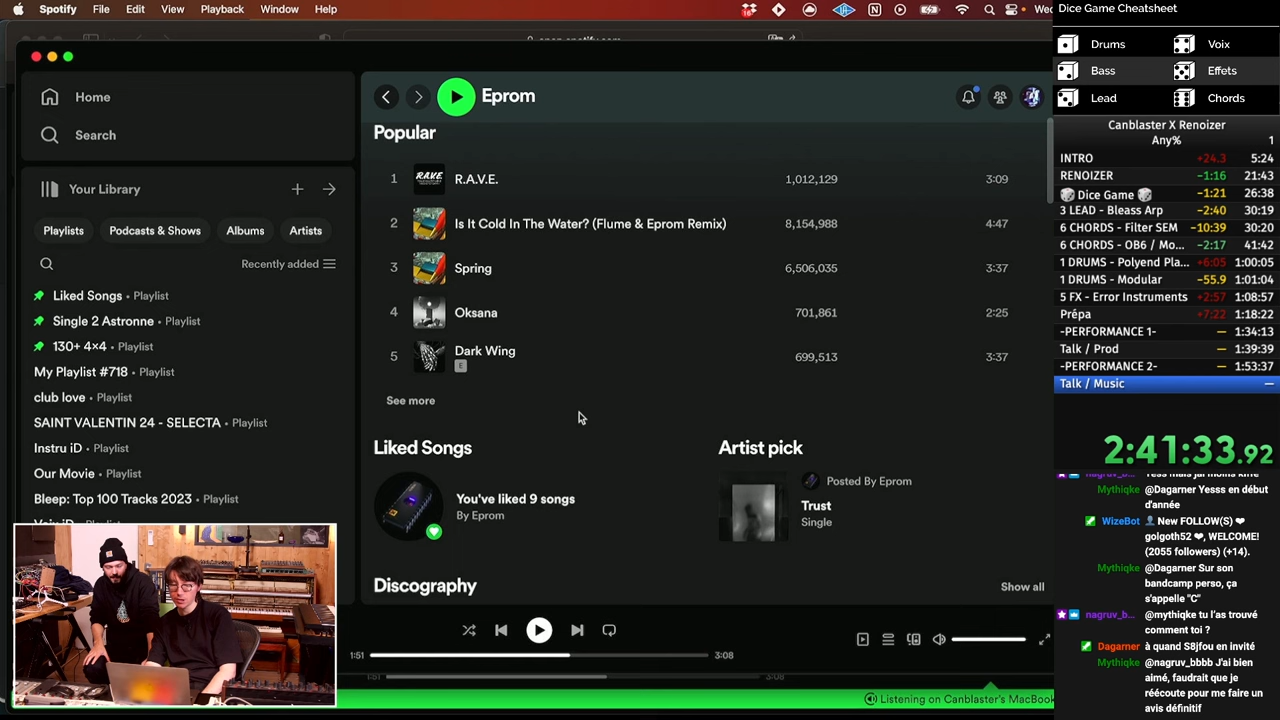 Spotify File Edit View Playback Window Help
Dice Game Cheatsheet
Drums Voix
Bass Effets
Lead Chords
Home
Search
Your Library
Playlists Podcasts & Shows Albums Artists
Recently added
Liked Songs • Playlist
Single 2 Astronne • Playlist
130+ 4×4 • Playlist
My Playlist #718 • Playlist
club love • Playlist
SAINT VALENTIN 24 - SELECTA • Playlist
Instru iD • Playlist
Our Movie • Playlist
Bleep: Top 100 Tracks 2023 • Playlist
Eprom
Popular
1 R.A.V.E. 1,012,129 3:09
2 Is It Cold In The Water? (Flume & Eprom Remix) 8,154,988 4:47
3 Spring 6,506,035 3:37
4 Oksana 701,861 2:25
5 Dark Wing 699,513 3:37
E
See more
Liked Songs
You've liked 9 songs
By Eprom
Artist pick
Posted By Eprom
Trust
Single
Discography Show all
1:51 3:08
1:51 3:08
Listening on Canblaster's MacBook
Canblaster X Renoizer
Any% 1
INTRO +24.3 5:24
RENOIZER −1:16 21:43
Dice Game −1:21 26:38
3 LEAD - Bleass Arp −2:40 30:19
6 CHORDS - Filter SEM −10:39 30:20
6 CHORDS - OB6 / Mo... −2:17 41:42
1 DRUMS - Polyend Pla... +6:05 1:00:05
1 DRUMS - Modular −55.9 1:01:04
5 FX - Error Instruments +2:57 1:08:57
Prépa +7:22 1:18:22
-PERFORMANCE 1- — 1:34:13
Talk / Prod — 1:39:39
-PERFORMANCE 2- — 1:53:37
Talk / Music —
2:41:33.92
Mythiqke @Dagarner Yesss en début
d'année
WizeBot New FOLLOW(S)
golgoth52 , WELCOME!
(2055 followers) (+14).
Mythiqke @Dagarner Sur son
bandcamp perso, ça
s'appelle "C"
nagruv_b... @mythiqke tu l'as trouvé
comment toi ?
Dagarner à quand S8jfou en invité
Mythiqke @nagruv_bbbb J'ai bien
aimé, faudrait que je
réécoute pour me faire un
avis définitif